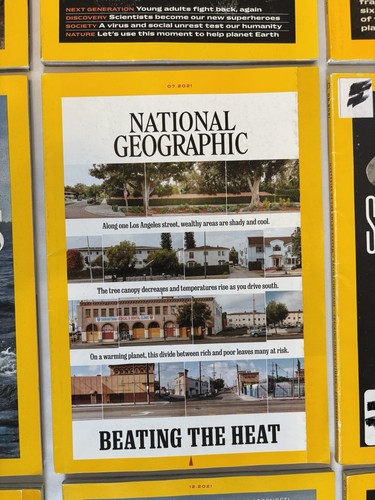 NEXT GENERATION Young adults fight back, again
DISCOVERY Scientists become our new superheroes
SOCIETY A virus and social unrest test our humanity
NATURE Let's use this moment to help planet Earth
07.2021
NATIONAL
GEOGRAPHIC
Along one Los Angeles street, wealthy areas are shady and cool.
The tree canopy decreases and temperatures rise as you drive south.
On a warming planet, this divide between rich and poor leaves many at risk.
BEATING THE HEAT
12.2021